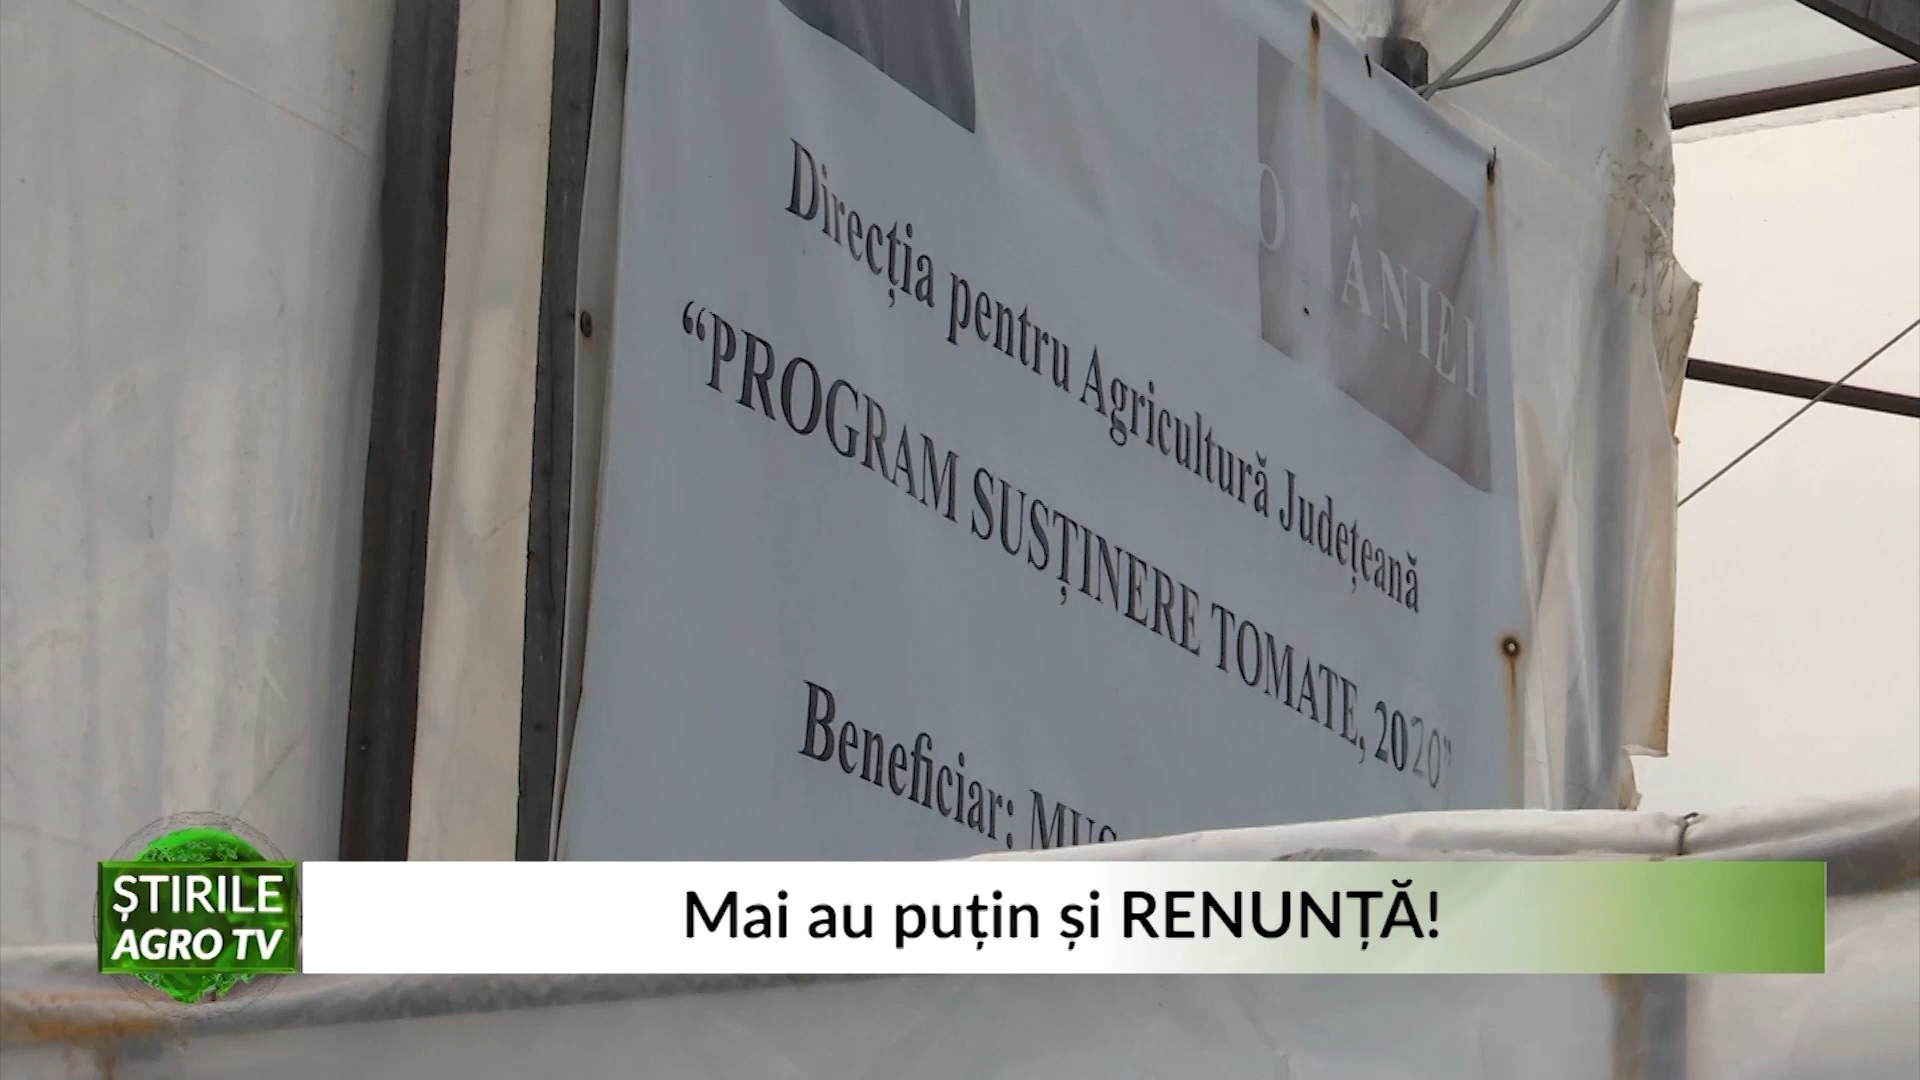 ÂNIEI
Direcția pentru Agricultură Județeană
“PROGRAM SUSȚINERE TOMATE, 2020”
Beneficiar:
ȘTIRILE
AGRO TV
Mai au puțin și RENUNȚĂ!